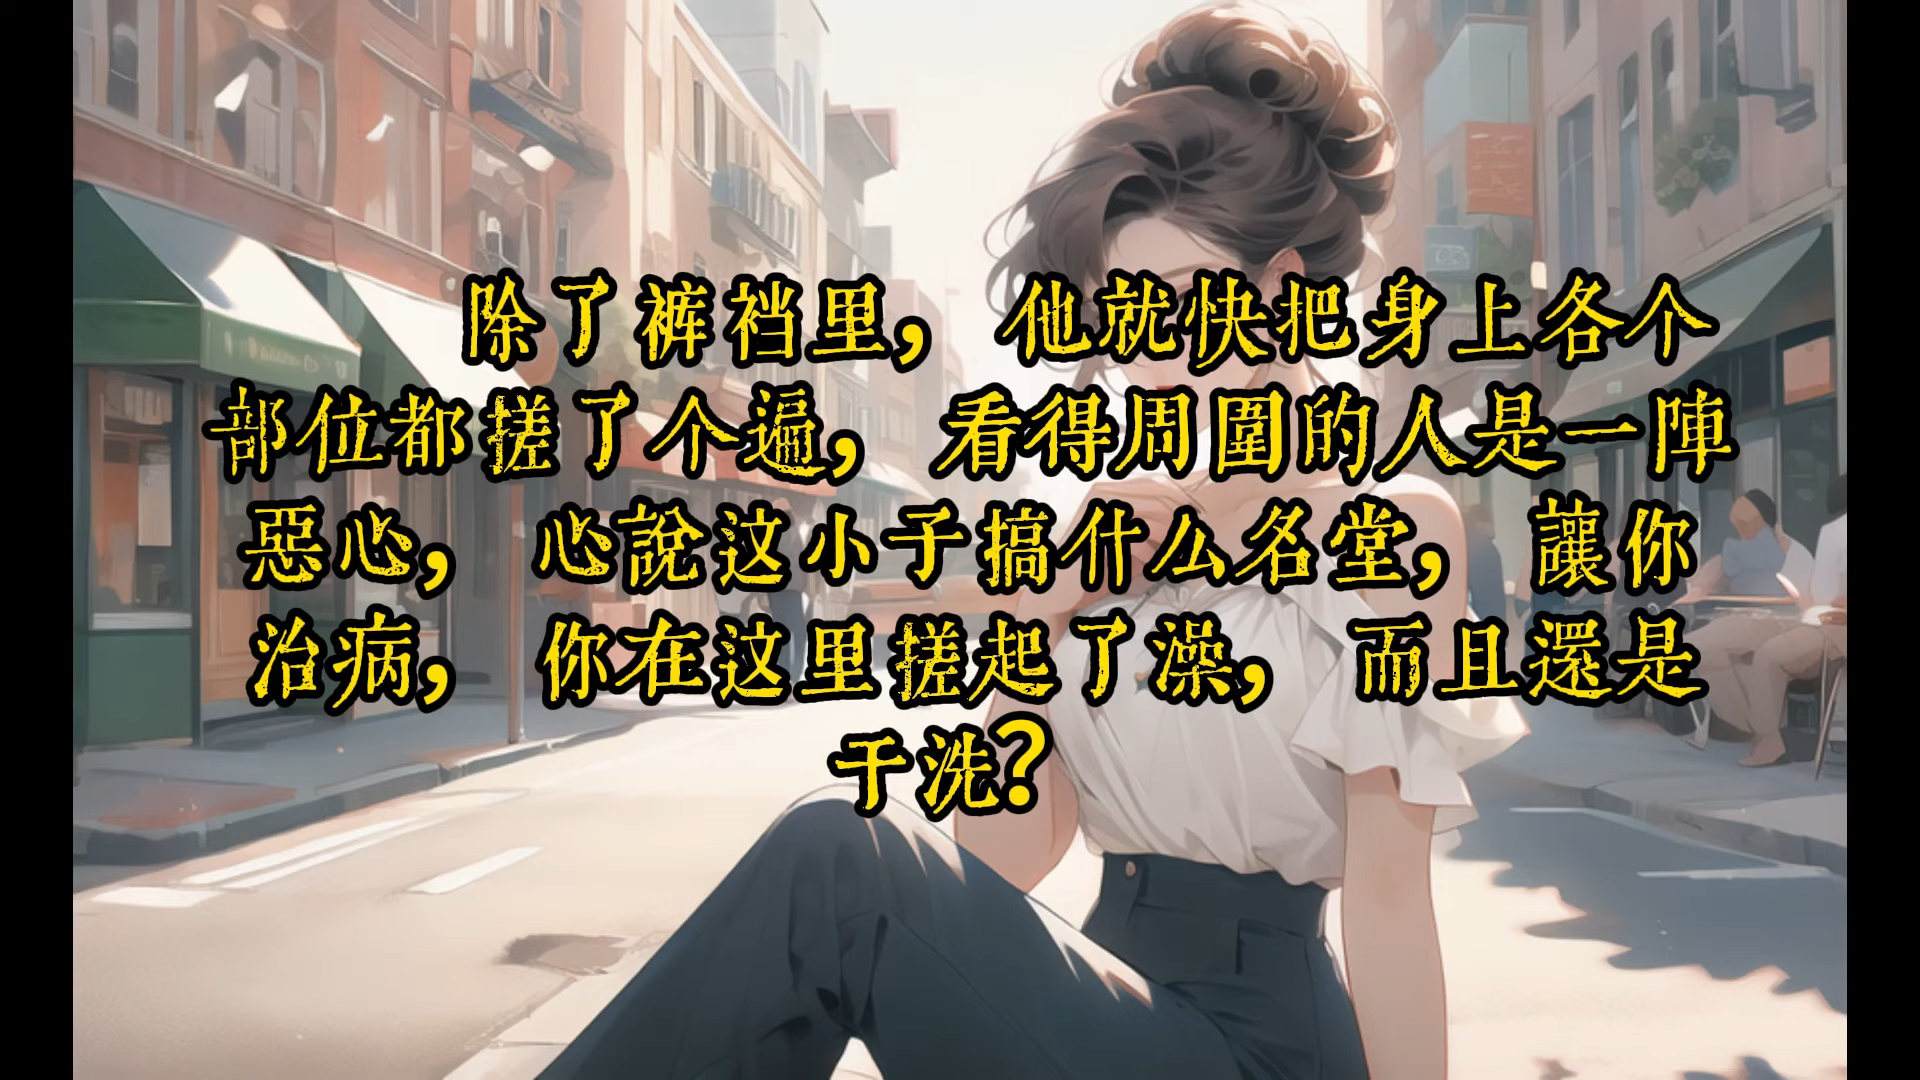 除了裤裆里，他就快把身上各个
部位都搓了个遍，看得周圍的人是一陣
惡心，心說这小子搞什么名堂，讓你
治病，你在这里搓起了澡，而且還是
干洗？